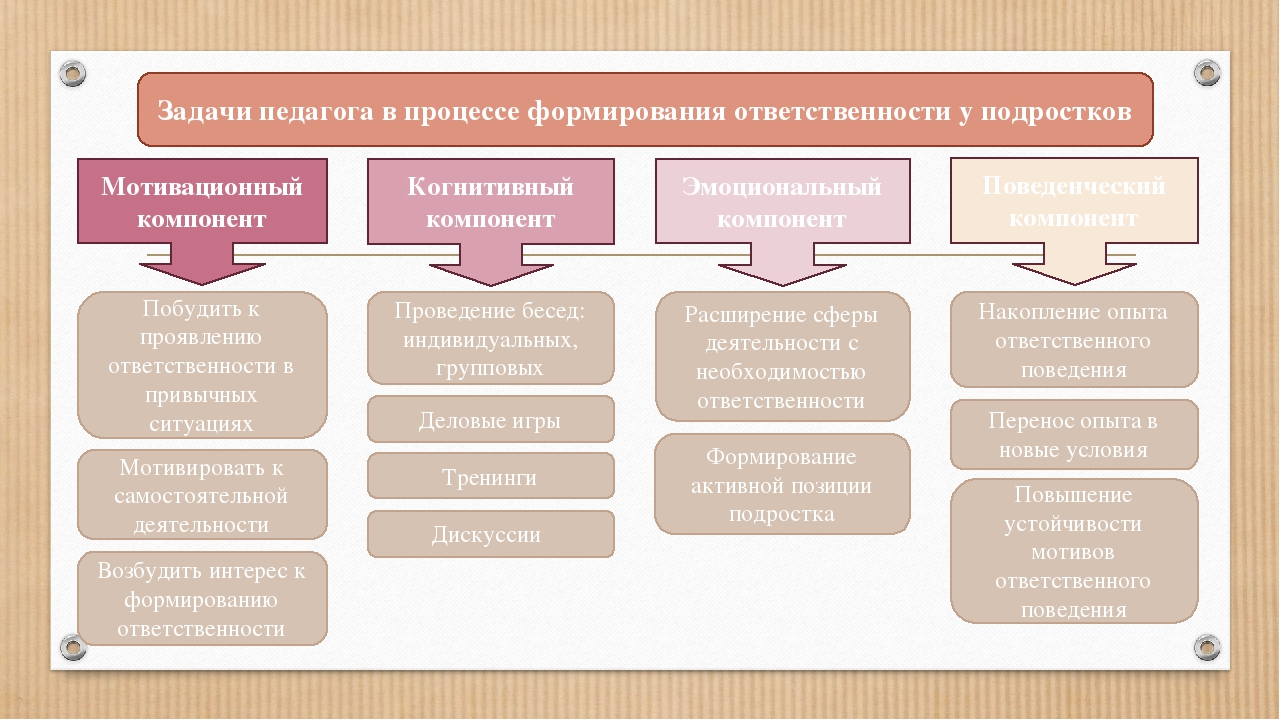 Задачи педагога в процессе формирования ответственности у подростков
Мотивационный
компонент
Побудить к
проявлению
ответственности в
привычных
ситуациях
Мотивировать к
самостоятельной
деятельности
Возбудить интерес к
формированию
ответственности
Когнитивный
компонент
Проведение бесед:
индивидуальных,
групповых
Деловые игры
Тренинги
Дискуссии
Эмоциональный
компонент
Расширение сферы
деятельности с
необходимостью
ответственности
Формирование
активной позиции
подростка
Поведенческий
компонент
Накопление опыта
ответственного
поведения
Перенос опыта в
новые условия
Повышение
устойчивости
мотивов
ответственного
поведения